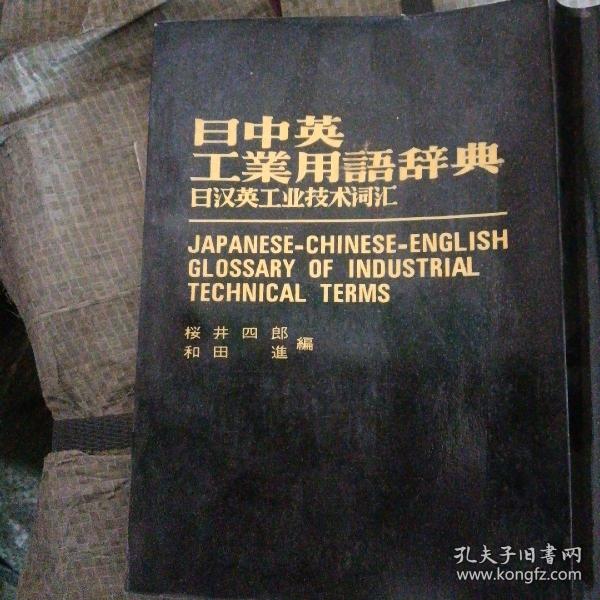 日中英
工業用語辞典
日汉英工业技术词汇
JAPANESE-CHINESE-ENGLISH
GLOSSARY OF INDUSTRIAL
TECHNICAL TERMS
桜井四郎
和田進
編
孔夫子旧書网
www.kongfz.com